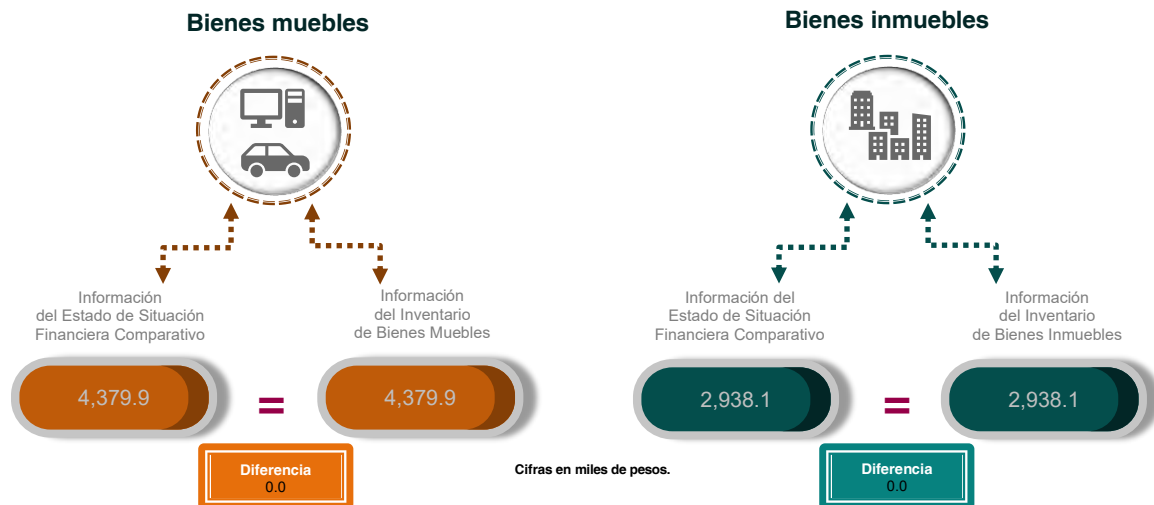 Bienes muebles
Información
del Estado de Situación
Financiera Comparativo
4,379.9
=
Información
del Inventario
de Bienes Muebles
4,379.9
Diferencia
0.0
Cifras en miles de pesos.
Bienes inmuebles
Información del
Estado de Situación
Financiera Comparativo
2,938.1
=
Información
del Inventario
de Bienes Inmuebles
2,938.1
Diferencia
0.0